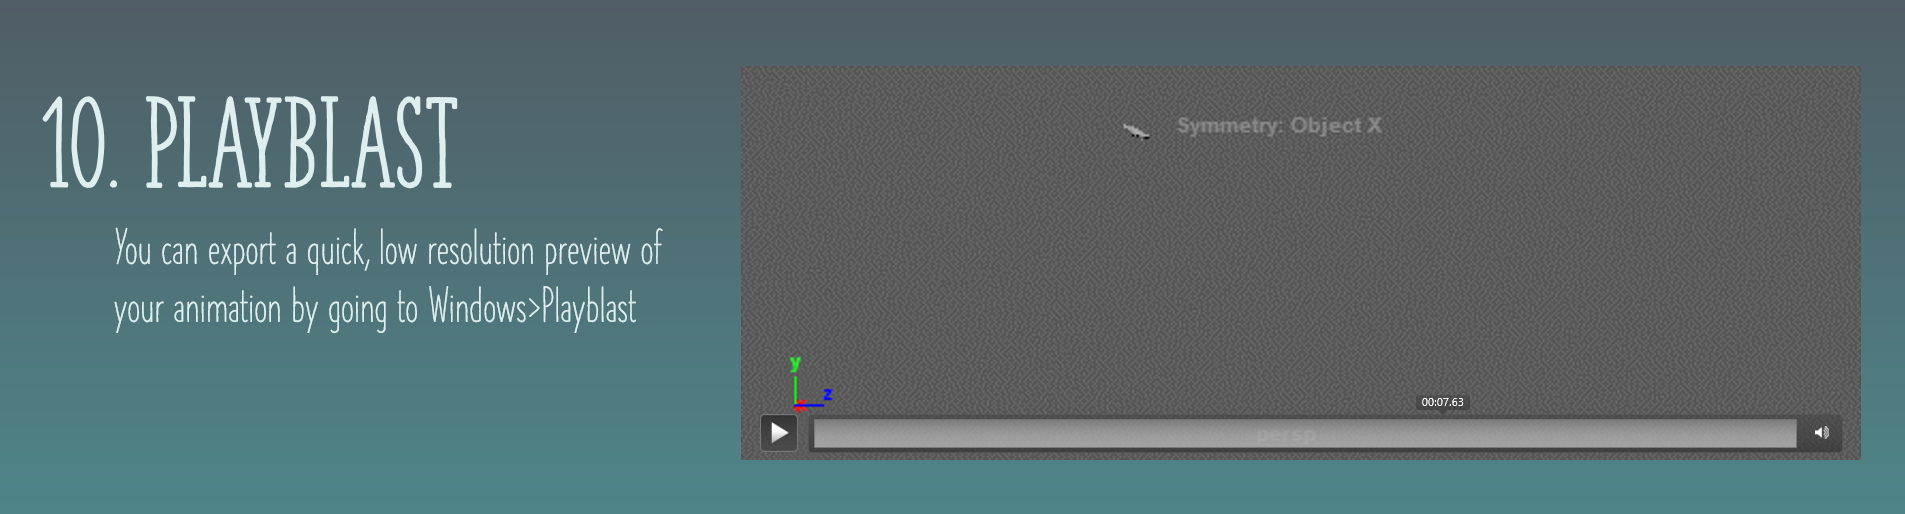 10. PLAYBLAST
You can export a quick, low resolution preview of
your animation by going to Windows>Playblast
Symmetry: Object X
y
z
x
00:07.63
persp